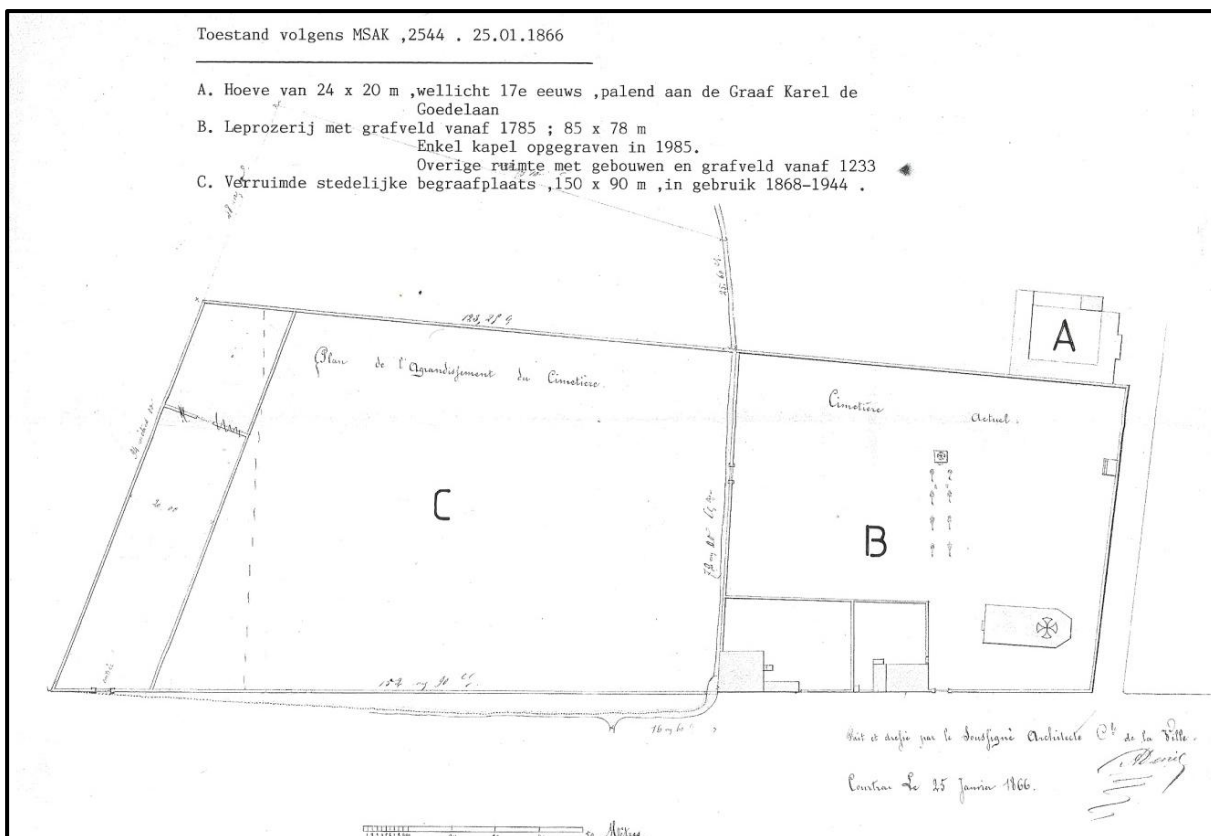 Toestand volgens MSAK ,2544 . 25.01.1866
A. Hoeve van 24 x 20 m ,wellicht 17e eeuws ,palend aan de Graaf Karel de
Goedelaan
B. Leprozerij met grafveld vanaf 1785 ; 85 x 78 m
Enkel kapel opgegraven in 1985.
Overige ruimte met gebouwen en grafveld vanaf 1233
C. Verruimde stedelijke begraafplaats ,150 x 90 m ,in gebruik 1868-1944 .
A
Plan de l'Agrandissement du Cimetière.
Cimetière Actuel.
C
B
Fait et dressé par le Soussigné Architecte de la Ville.
Courtrai Le 25 Janvier 1866.
Mètres